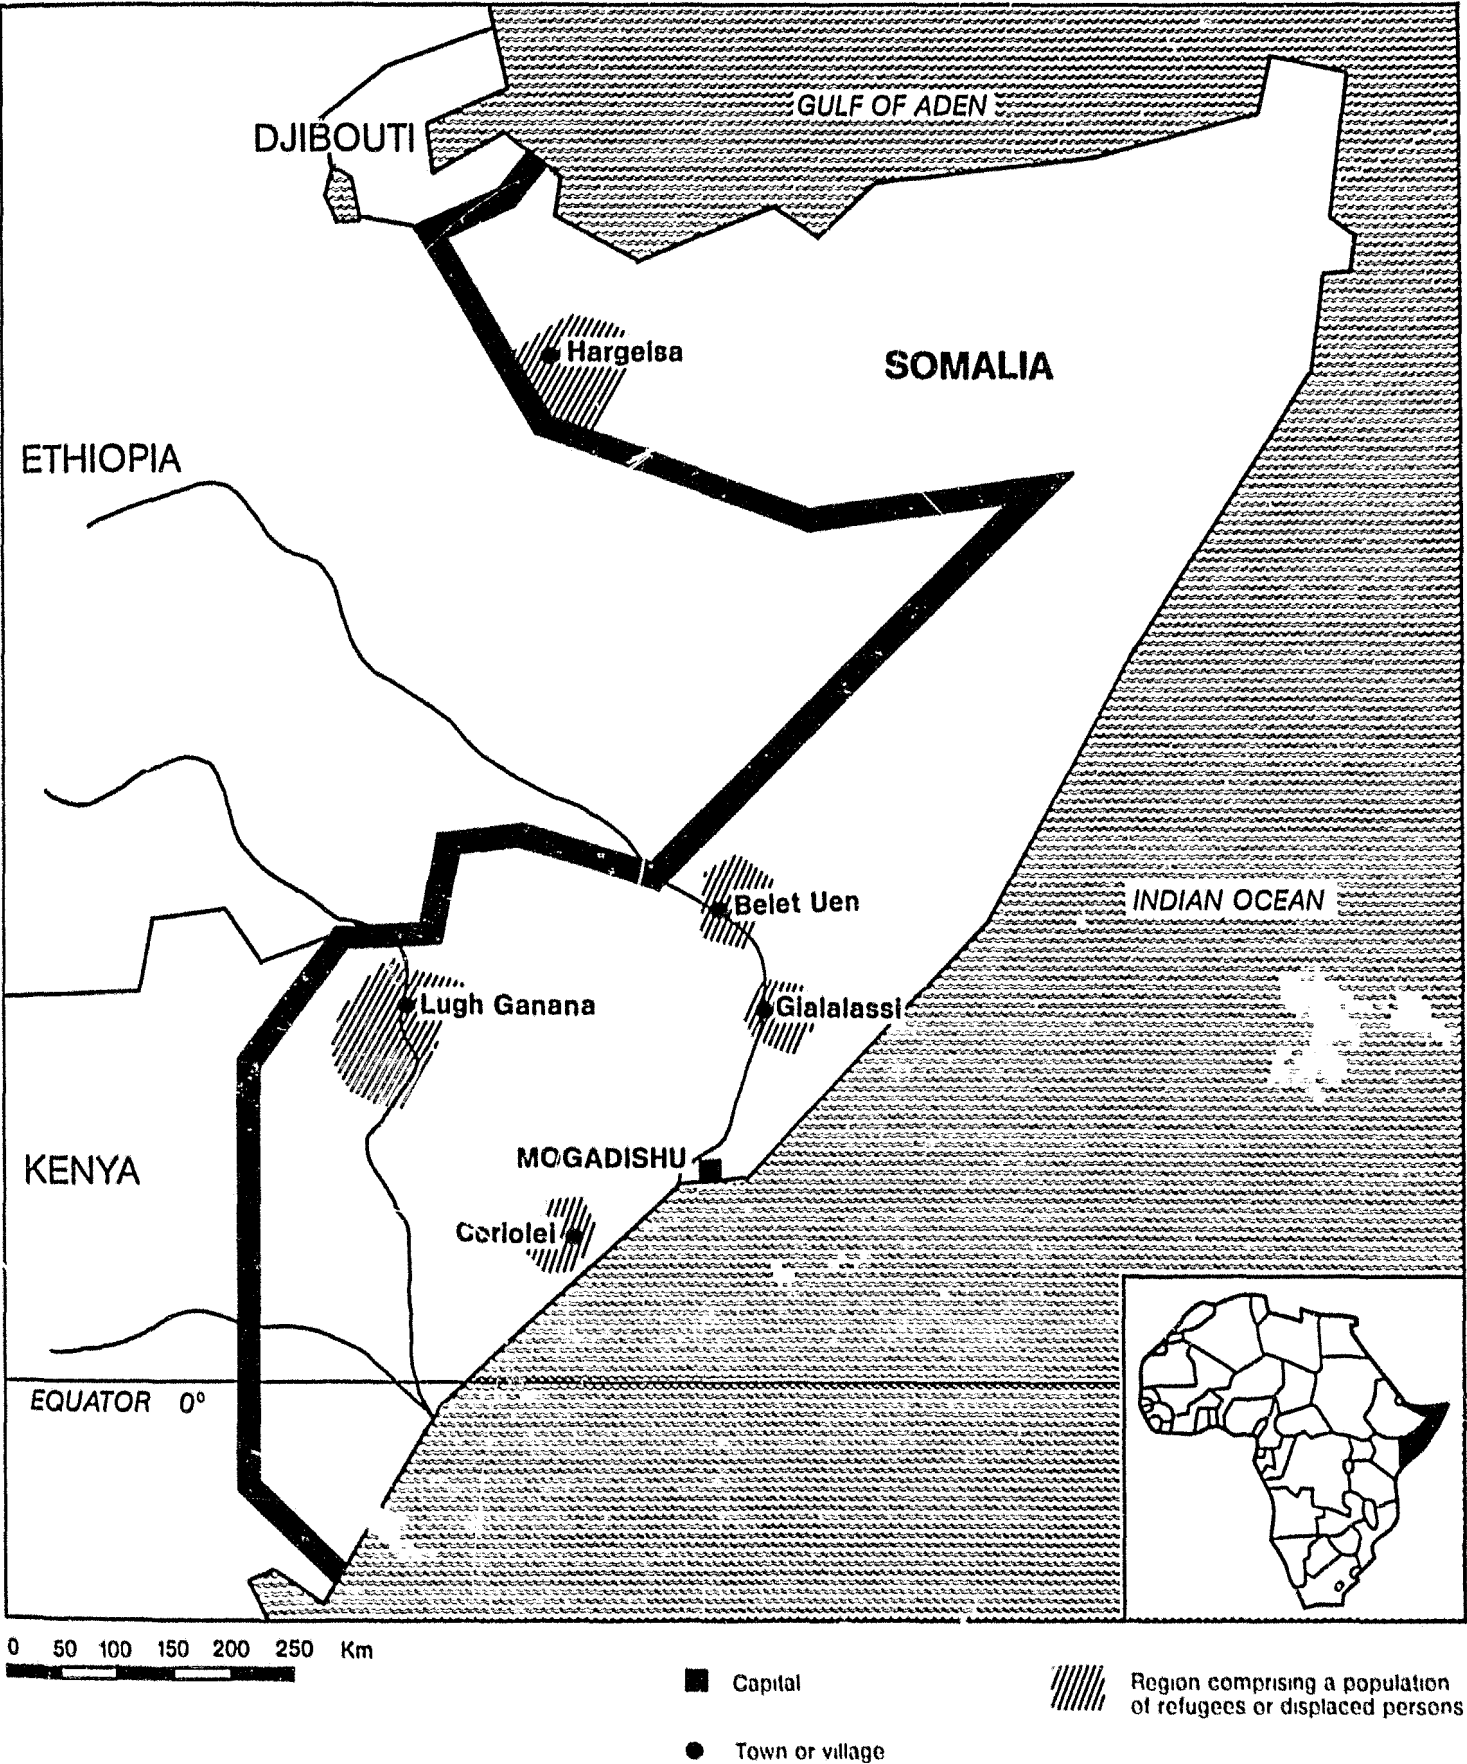 GULF OF ADEN
DJIBOUTI
Hargeisa
SOMALIA
ETHIOPIA
Belet Uen
INDIAN OCEAN
Lugh Ganana
Gialalassi
MOGADISHU
KENYA
Coriolei
EQUATOR 0°
0 50 100 150 200 250 Km
Capital
Region comprising a population
of refugees or displaced persons
Town or village